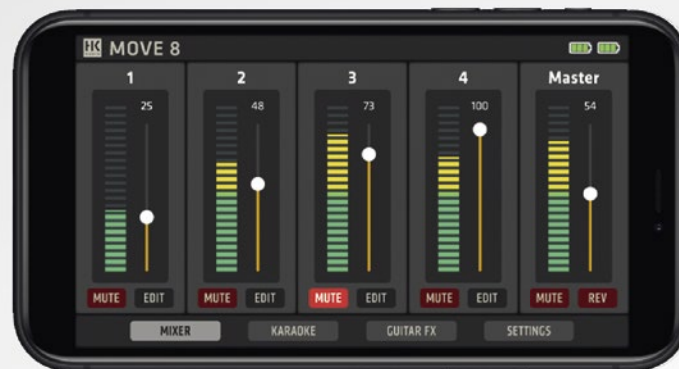 HK MOVE 8
1 2 3 4 Master
25 48 73 100 54
MUTE EDIT MUTE EDIT MUTE EDIT MUTE EDIT MUTE REV
MIXER KARAOKE GUITAR FX SETTINGS